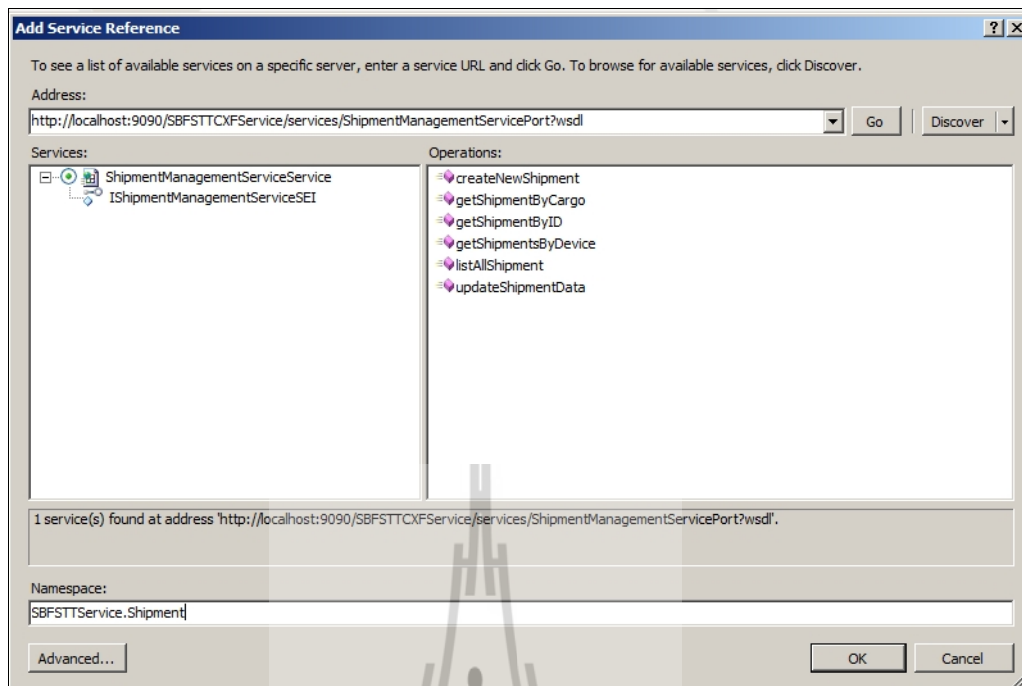 Add Service Reference
To see a list of available services on a specific server, enter a service URL and click Go. To browse for available services, click Discover.
Address:
http://localhost:9090/SBFSTTCXFService/services/ShipmentManagementServicePort?wsdl
Go
Discover
Services:
Operations:
ShipmentManagementServiceService
IShipmentManagementServiceSEI
createNewShipment
getShipmentByCargo
getShipmentByID
getShipmentsByDevice
listAllShipment
updateShipmentData
1 service(s) found at address 'http://localhost:9090/SBFSTTCXFService/services/ShipmentManagementServicePort?wsdl'.
Namespace:
SBFSTTService.Shipment
Advanced...
OK
Cancel